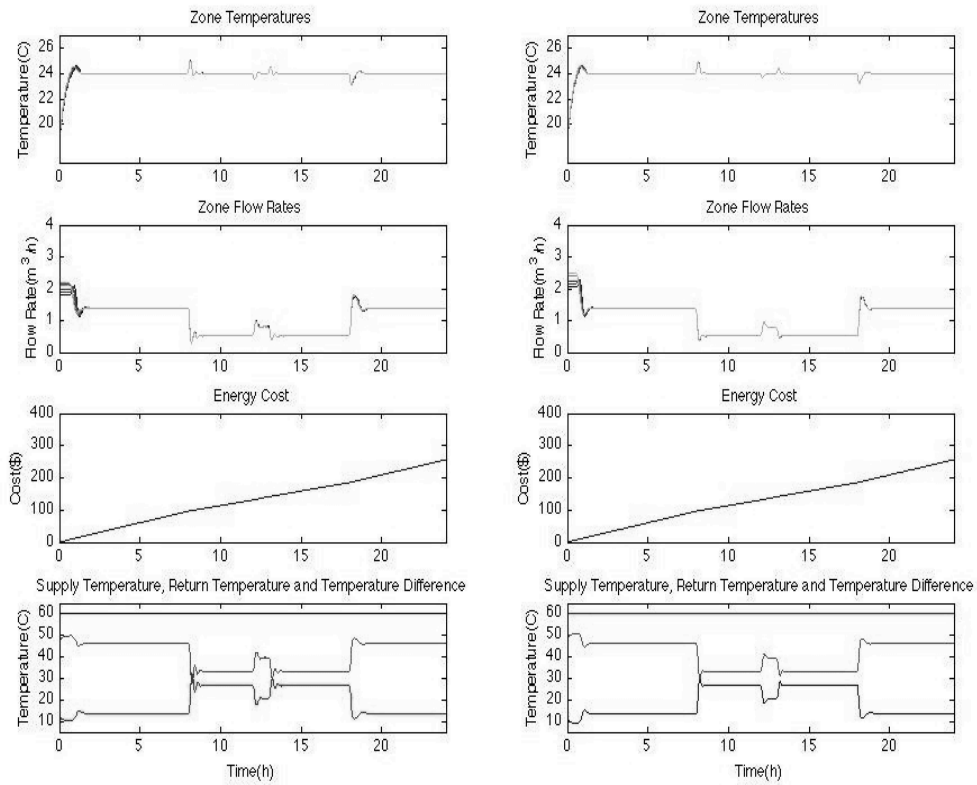 Zone Temperatures
Temperature(C)
26
24
22
20
0 5 10 15 20
Zone Flow Rates
Flow Rate(m³/h)
4
3
2
1
0
0 5 10 15 20
Energy Cost
Cost($)
400
300
200
100
0
0 5 10 15 20
Supply Temperature, Return Temperature and Temperature Difference
Temperature(C)
60
50
40
30
20
10
0 5 10 15 20
Time(h)
Zone Temperatures
Temperature(C)
26
24
22
20
0 5 10 15 20
Zone Flow Rates
Flow Rate(m³/h)
4
3
2
1
0
0 5 10 15 20
Energy Cost
Cost($)
400
300
200
100
0
0 5 10 15 20
Supply Temperature, Return Temperature and Temperature Difference
Temperature(C)
60
50
40
30
20
10
0 5 10 15 20
Time(h)